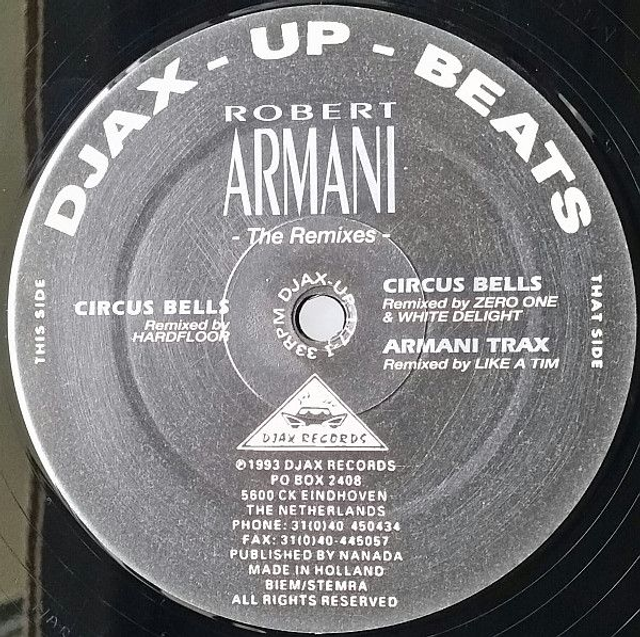 DJAX - UP - BEATS
ROBERT
ARMANI
- The Remixes -
THIS SIDE
CIRCUS BELLS
Remixed by
HARDFLOOR
DJAX-UP-
33RPM
CIRCUS BELLS
Remixed by ZERO ONE
& WHITE DELIGHT
ARMANI TRAX
Remixed by LIKE A TIM
THAT SIDE
DJAX RECORDS
℗1993 DJAX RECORDS
PO BOX 2408
5600 CK EINDHOVEN
THE NETHERLANDS
PHONE: 31(0)40 450434
FAX: 31(0)40-445057
PUBLISHED BY NANADA
MADE IN HOLLAND
BIEM/STEMRA
ALL RIGHTS RESERVED